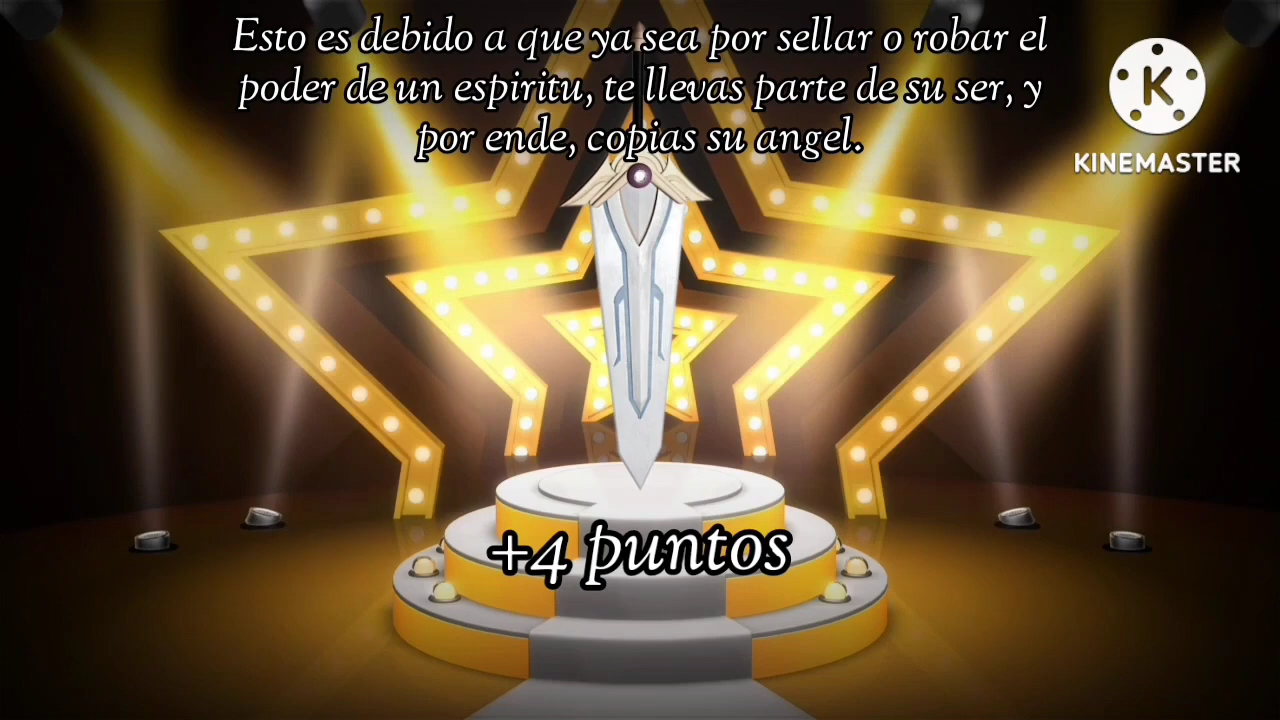 Esto es debido a que ya sea por sellar o robar el
poder de un espiritu, te llevas parte de su ser, y
por ende, copias su angel.
K
KINEMASTER
+4 puntos